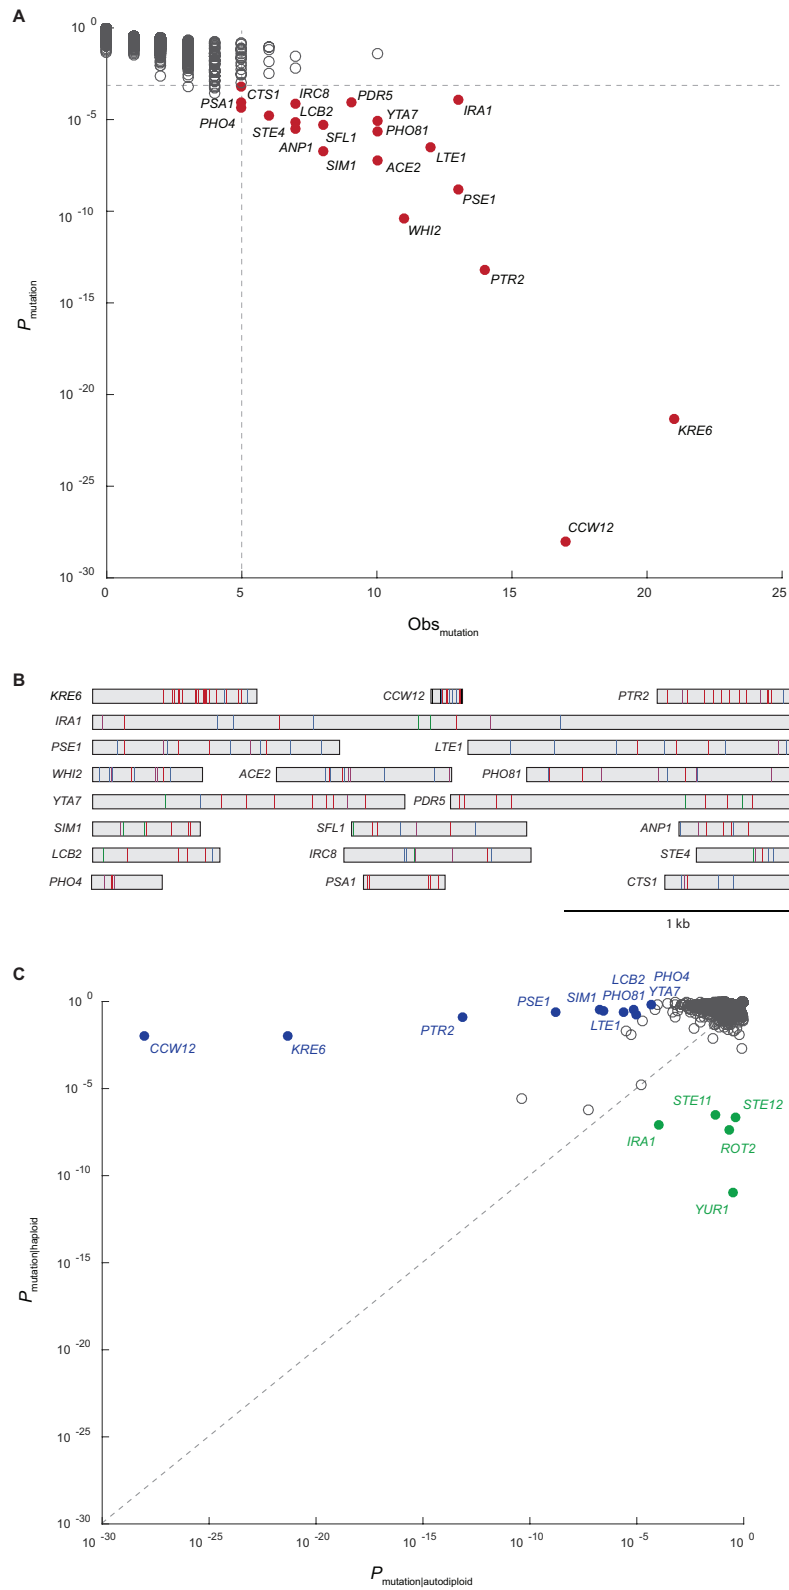 A
10 0
10 -5
10 -10
10 -15
10 -20
10 -25
10 -30
P mutation
0 5 10 15 20 25
Obs mutation
CTS1
IRC8
PDR5
PSA1
LCB2
YTA7
IRA1
PHO4
STE4
SFL1
PHO81
ANP1
SIM1
ACE2
LTE1
PSE1
WHI2
PTR2
KRE6
CCW12
B
KRE6 CCW12 PTR2
IRA1
PSE1 LTE1
WHI2 ACE2 PHO81
YTA7 PDR5
SIM1 SFL1 ANP1
LCB2 IRC8 STE4
PHO4 PSA1 CTS1
1 kb
C
10 0
10 -5
10 -10
10 -15
10 -20
10 -25
10 -30
P mutation|haploid
LCB2 PHO4
PSE1 SIM1 PHO81 YTA7
PTR2 LTE1
CCW12 KRE6
STE11 STE12
IRA1 ROT2
YUR1
10 -30 10 -25 10 -20 10 -15 10 -10 10 -5 10 0
P mutation|autodiploid